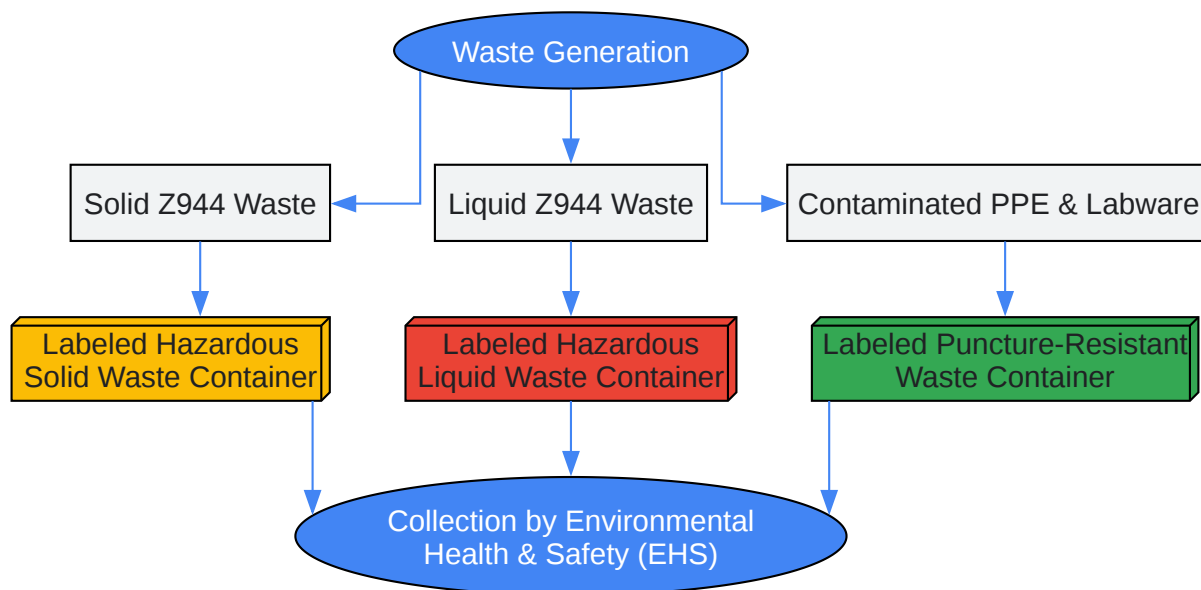 Waste Generation
Solid Z944 Waste
Liquid Z944 Waste
Contaminated PPE & Labware
Labeled Hazardous
Solid Waste Container
Labeled Hazardous
Liquid Waste Container
Labeled Puncture-Resistant
Waste Container
Collection by Environmental
Health & Safety (EHS)